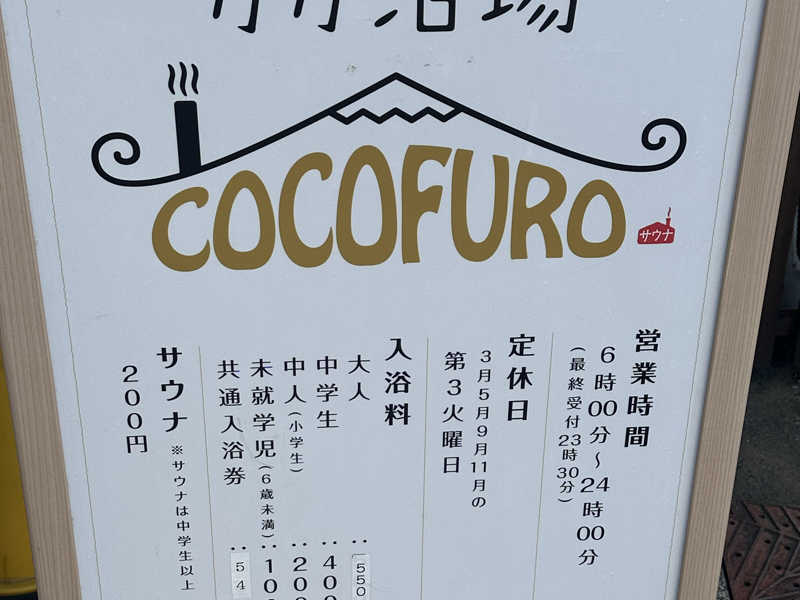 COCOFURO
サウナ
営業時間
6時00分〜24時00分
(最終受付23時30分)
定休日
3月5月9月11月の
第3火曜日
入浴料
大人‥550
中学生‥400
中人(小学生)‥200
未就学児(6歳未満)‥10
共通入浴券‥54
サウナ ※サウナは中学生以上
200円